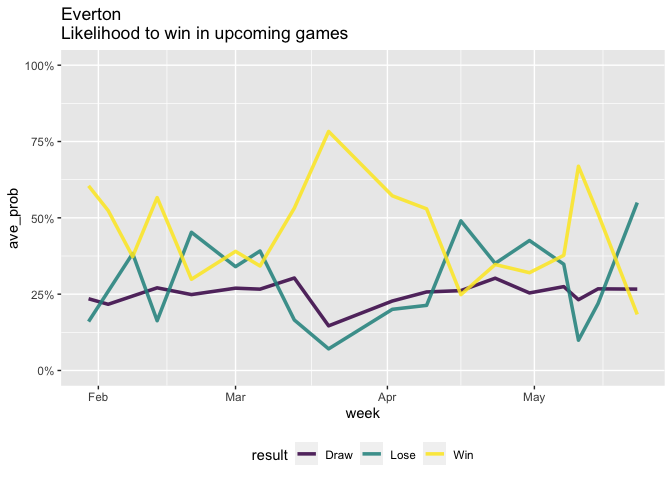 Everton
Likelihood to win in upcoming games
100%
75%
50%
25%
0%
ave_prob
Feb Mar Apr May
week
result Draw Lose Win